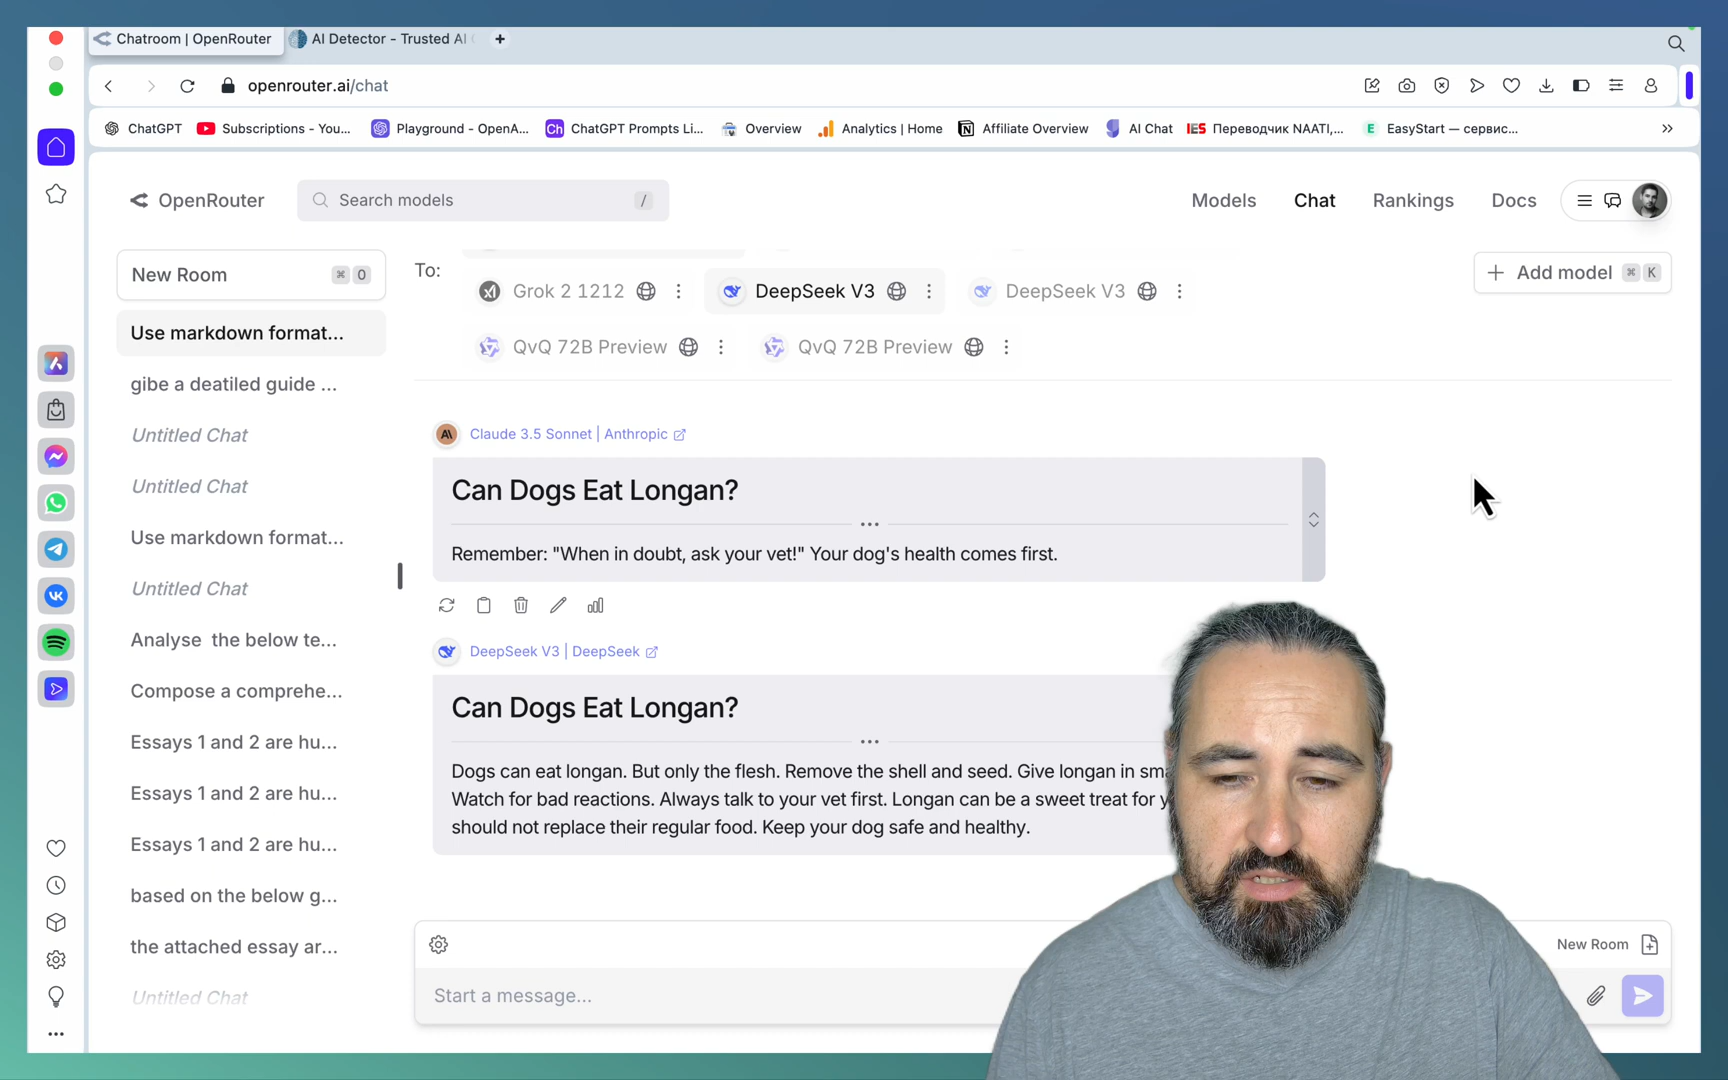 Chatroom | OpenRouter
AI Detector - Trusted AI
openrouter.ai/chat
ChatGPT
Subscriptions - You...
Playground - OpenA...
ChatGPT Prompts Li...
Overview
Analytics | Home
Affiliate Overview
AI Chat
IES Переводчик NAATI,...
EasyStart — сервис...
OpenRouter
Search models /
Models
Chat
Rankings
Docs
New Room ⌘ O
Use markdown format...
gibe a deatiled guide ...
Untitled Chat
Untitled Chat
Use markdown format...
Untitled Chat
Analyse the below te...
Compose a comprehe...
Essays 1 and 2 are hu...
Essays 1 and 2 are hu...
Essays 1 and 2 are hu...
based on the below g...
the attached essay ar...
Untitled Chat
To:
Add model ⌘ K
Grok 2 1212
DeepSeek V3
DeepSeek V3
QvQ 72B Preview
QvQ 72B Preview
Claude 3.5 Sonnet | Anthropic
Can Dogs Eat Longan?
Remember: "When in doubt, ask your vet!" Your dog's health comes first.
DeepSeek V3 | DeepSeek
Can Dogs Eat Longan?
Dogs can eat longan. But only the flesh. Remove the shell and seed. Give longan in
Watch for bad reactions. Always talk to your vet first. Longan can be a sweet treat for
should not replace their regular food. Keep your dog safe and healthy.
New Room
Start a message...